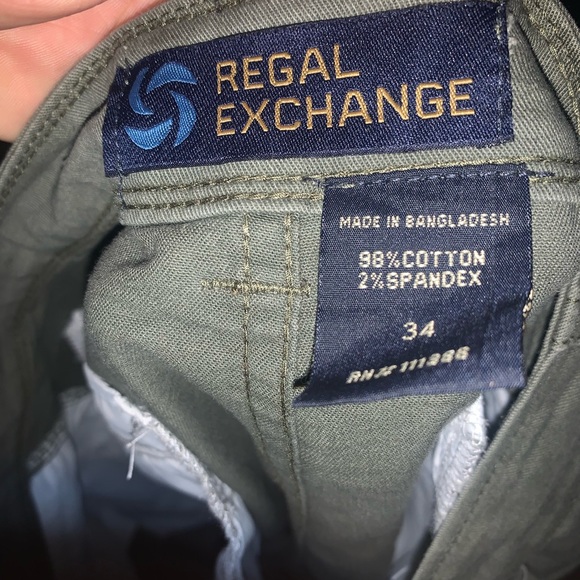 REGAL
EXCHANGE
MADE IN BANGLADESH
98%COTTON
2%SPANDEX
34